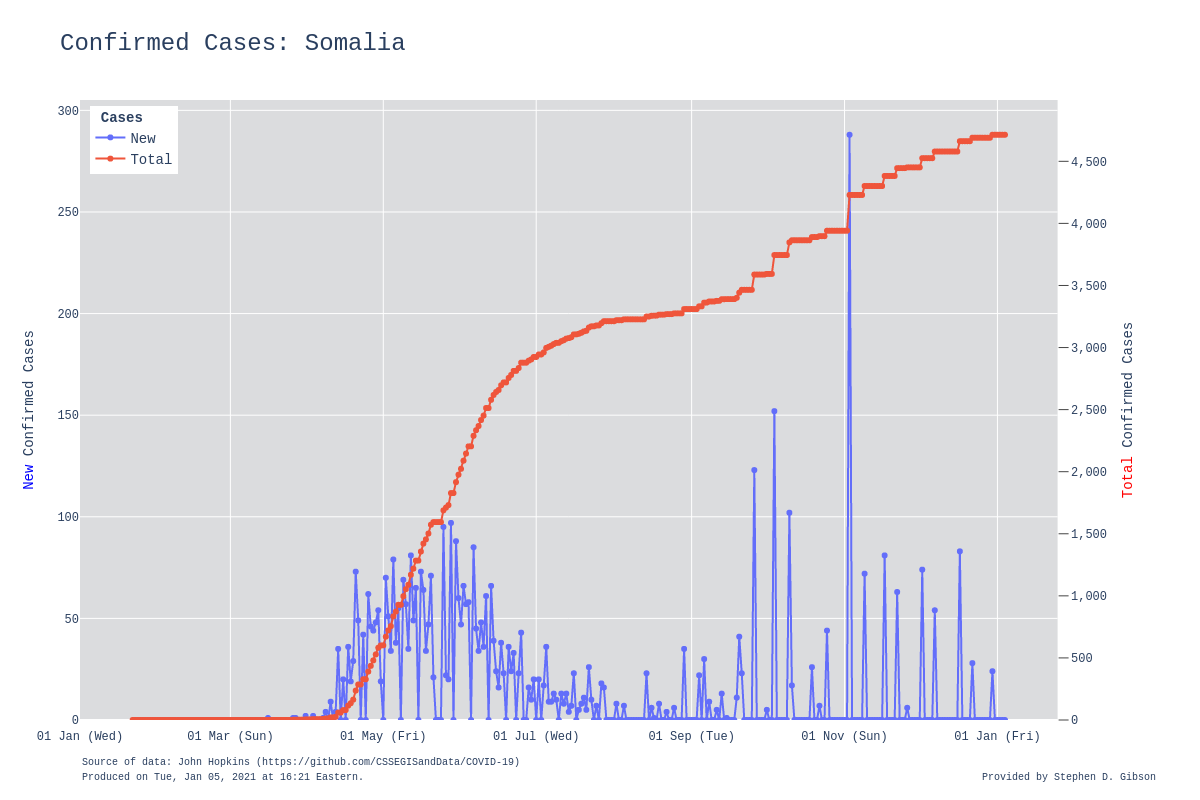 Confirmed Cases: Somalia
Cases
New
Total
300
250
200
150
100
50
0
4,500
4,000
3,500
3,000
2,500
2,000
1,500
1,000
500
0
New Confirmed Cases
Total Confirmed Cases
01 Jan (Wed) 01 Mar (Sun) 01 May (Fri) 01 Jul (Wed) 01 Sep (Tue) 01 Nov (Sun) 01 Jan (Fri)
Source of data: John Hopkins (https://github.com/CSSEGISandData/COVID-19)
Produced on Tue, Jan 05, 2021 at 16:21 Eastern.
Provided by Stephen D. Gibson